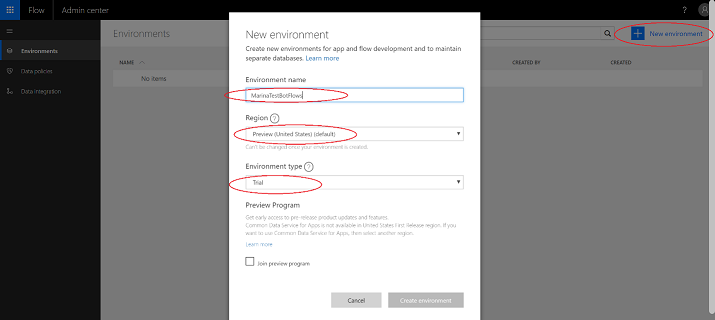 Flow Admin center
?
Environments
New environment
Environments
Data policies
Data integration
NAME
CREATED BY
CREATED
No items
New environment
Create new environments for app and flow development and to maintain
separate databases. Learn more
Environment name
MarinaTestBotFlows
Region ?
Preview (United States) (default)
Can't be changed once your environment is created.
Environment type ?
Trial
Preview Program
Get early access to pre-release product updates and features.
Common Data Service for Apps is not available in United States First Release region. If you
want to use Common Data Service for Apps, then select another region.
Learn more
Join preview program
Cancel
Create environment